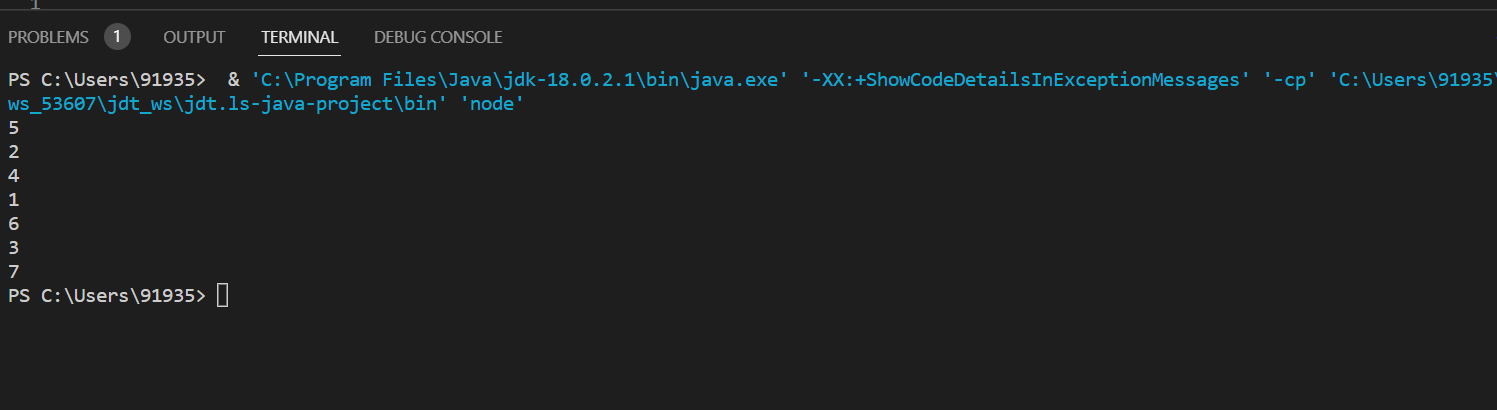 1
PROBLEMS 1 OUTPUT TERMINAL DEBUG CONSOLE
PS C:\Users\91935>  & 'C:\Program Files\Java\jdk-18.0.2.1\bin\java.exe' '-XX:+ShowCodeDetailsInExceptionMessages' '-cp' 'C:\Users\91935\
ws_53607\jdt_ws\jdt.ls-java-project\bin' 'node'
5
2
4
1
6
3
7
PS C:\Users\91935>